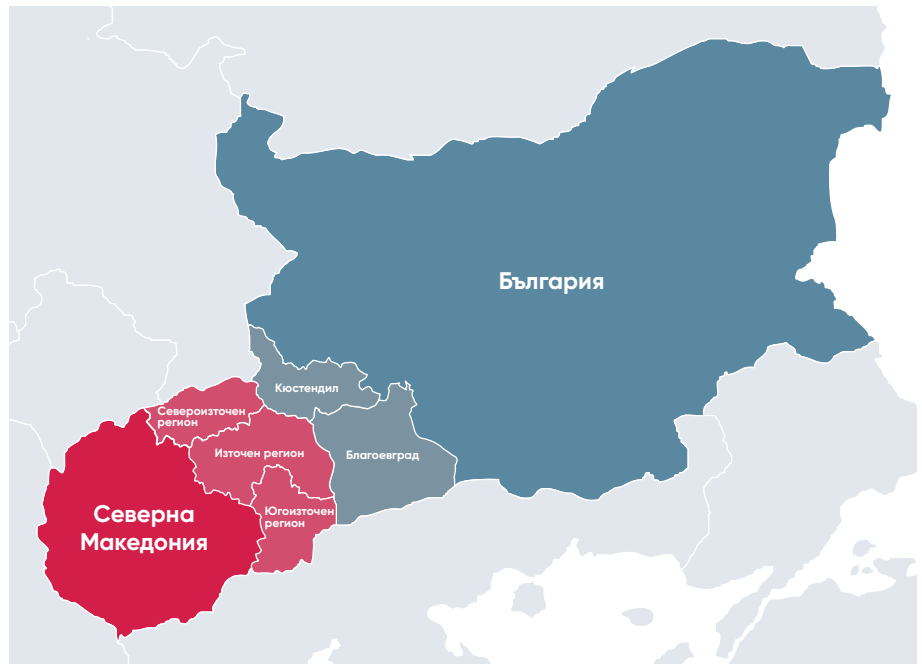 България
Кюстендил
Североизточен
регион
Източен регион
Благоевград
Югоизточен
регион
Северна
Македония